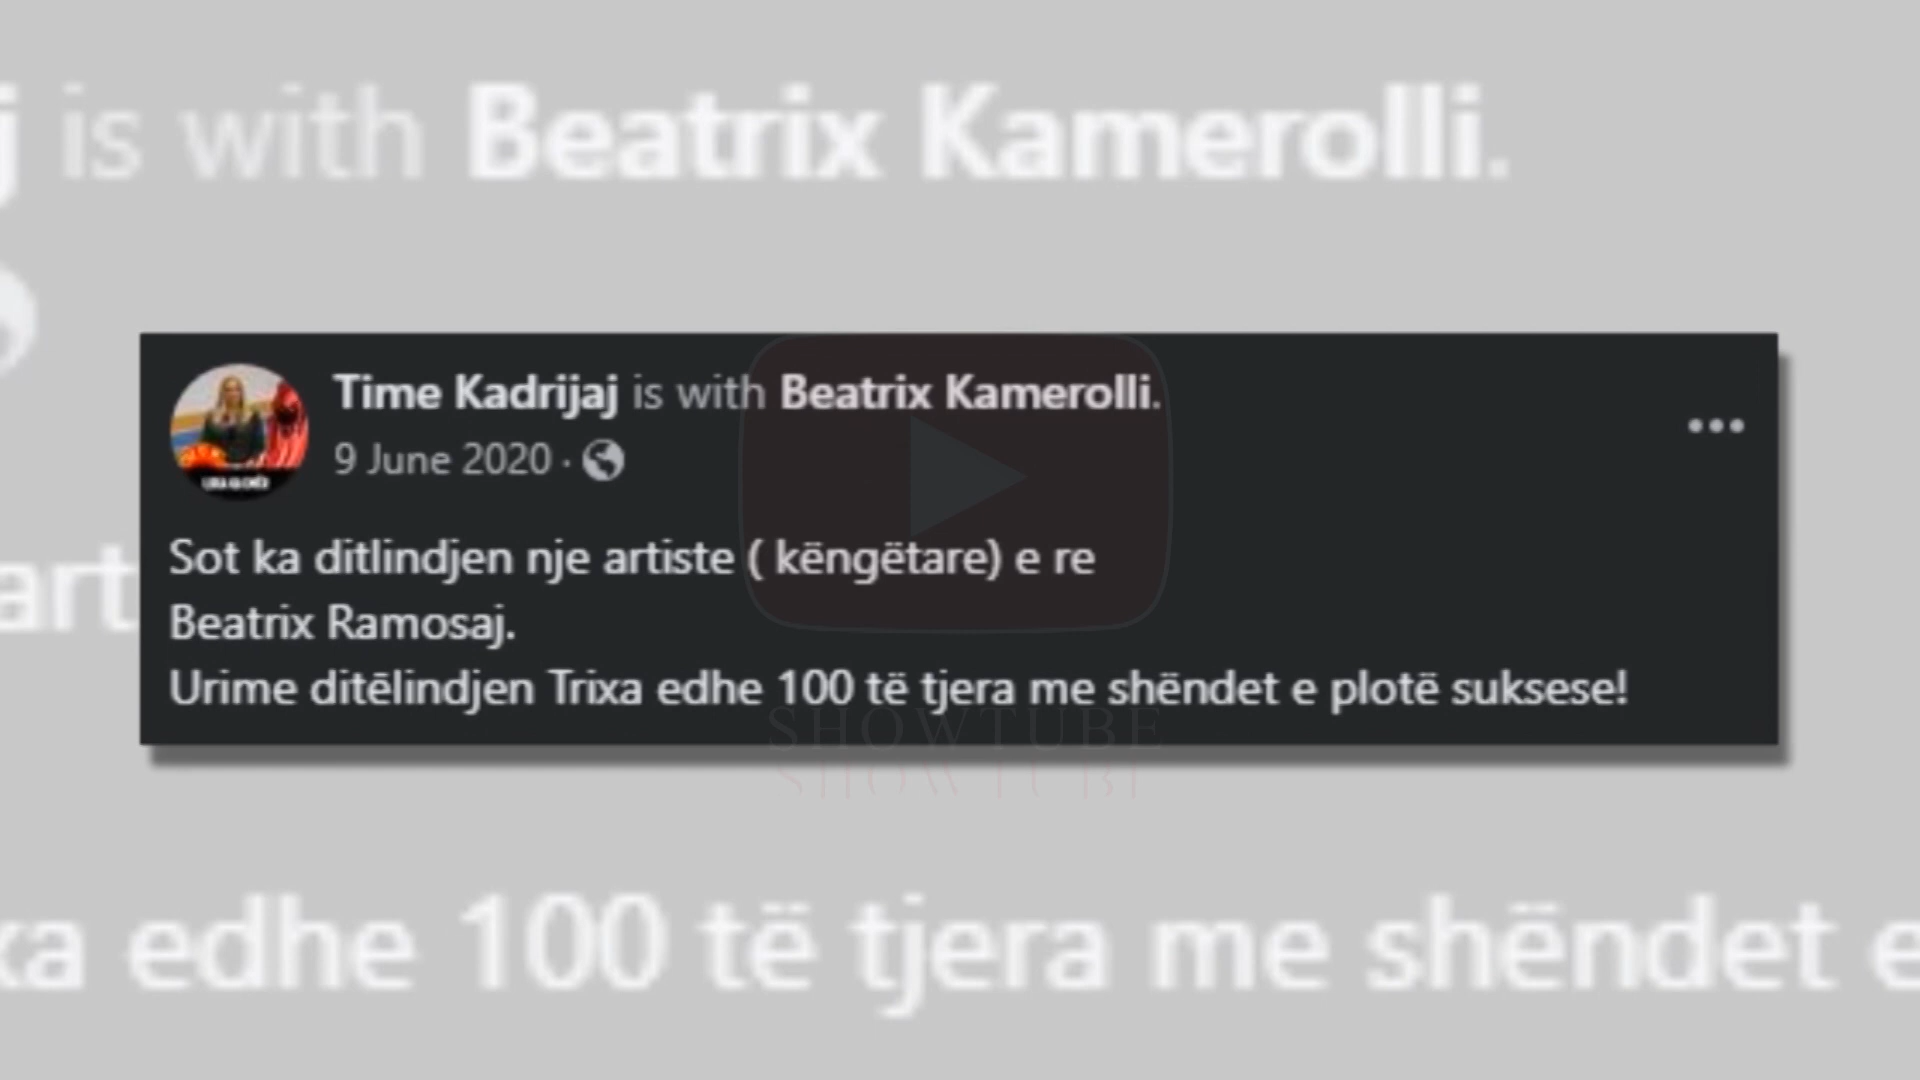 j is with Beatrix Kamerolli.
Time Kadrijaj is with Beatrix Kamerolli.
9 June 2020 ·
Sot ka ditlindjen nje artiste ( këngëtare) e re
art
Beatrix Ramosaj.
Urime ditëlindjen Trixa edhe 100 të tjera me shëndet e plotë suksese!
SHOWTUBE
xa edhe 100 të tjera me shëndet e